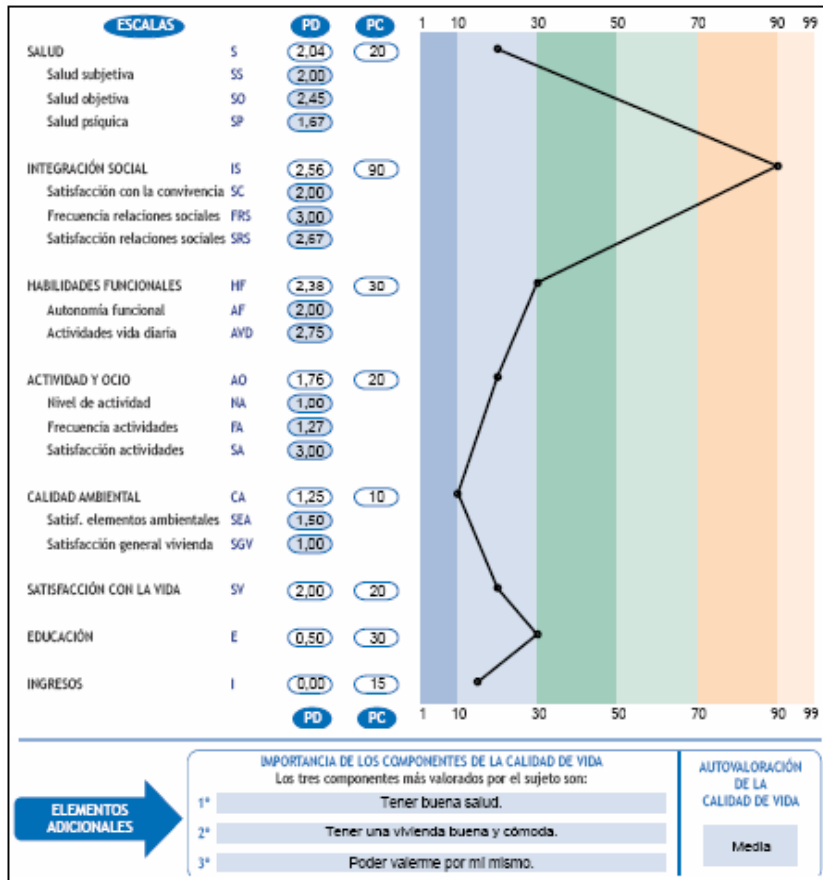 ESCALAS PD PC 1 10 30 50 70 90 99
SALUD S 2,04 20
Salud subjetiva SS 2,00
Salud objetiva SO 2,45
Salud psíquica SP 1,67
INTEGRACIÓN SOCIAL IS 2,56 90
Satisfacción con la convivencia SC 2,00
Frecuencia relaciones sociales FRS 3,00
Satisfacción relaciones sociales SRS 2,67
HABILIDADES FUNCIONALES HF 2,38 30
Autonomía funcional AF 2,00
Actividades vida diaria AVD 2,75
ACTIVIDAD Y OCIO AO 1,76 20
Nivel de actividad NA 1,00
Frecuencia actividades FA 1,27
Satisfacción actividades SA 3,00
CALIDAD AMBIENTAL CA 1,25 10
Satisf. elementos ambientales SEA 1,50
Satisfacción general vivienda SGV 1,00
SATISFACCIÓN CON LA VIDA SV 2,00 20
EDUCACIÓN E 0,50 30
INGRESOS I 0,00 15
PD PC 1 10 30 50 70 90 99
ELEMENTOS
ADICIONALES
IMPORTANCIA DE LOS COMPONENTES DE LA CALIDAD DE VIDA
Los tres componentes más valorados por el sujeto son:
1º Tener buena salud.
2º Tener una vivienda buena y cómoda.
3º Poder valerme por mi mismo.
AUTOVALORACIÓN
DE LA
CALIDAD DE VIDA
Media